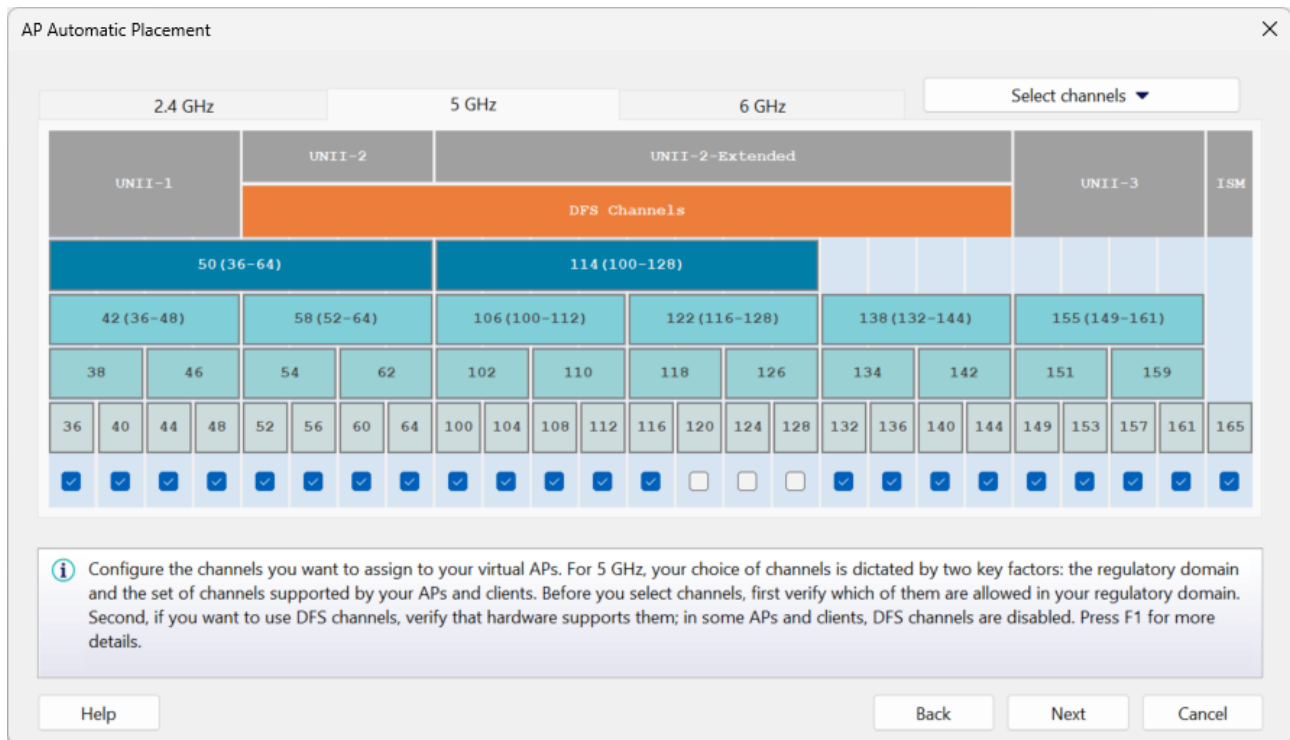 AP Automatic Placement
2.4 GHz 5 GHz 6 GHz Select channels
UNII-2 UNII-2-Extended
UNII-1 UNII-3 ISM
DFS Channels
50(36-64) 114(100-128)
42(36-48) 58(52-64) 106(100-112) 122(116-128) 138(132-144) 155(149-161)
38 46 54 62 102 110 118 126 134 142 151 159
36 40 44 48 52 56 60 64 100 104 108 112 116 120 124 128 132 136 140 144 149 153 157 161 165
Configure the channels you want to assign to your virtual APs. For 5 GHz, your choice of channels is dictated by two key factors: the regulatory domain
and the set of channels supported by your APs and clients. Before you select channels, first verify which of them are allowed in your regulatory domain.
Second, if you want to use DFS channels, verify that hardware supports them; in some APs and clients, DFS channels are disabled. Press F1 for more
details.
Help Back Next Cancel